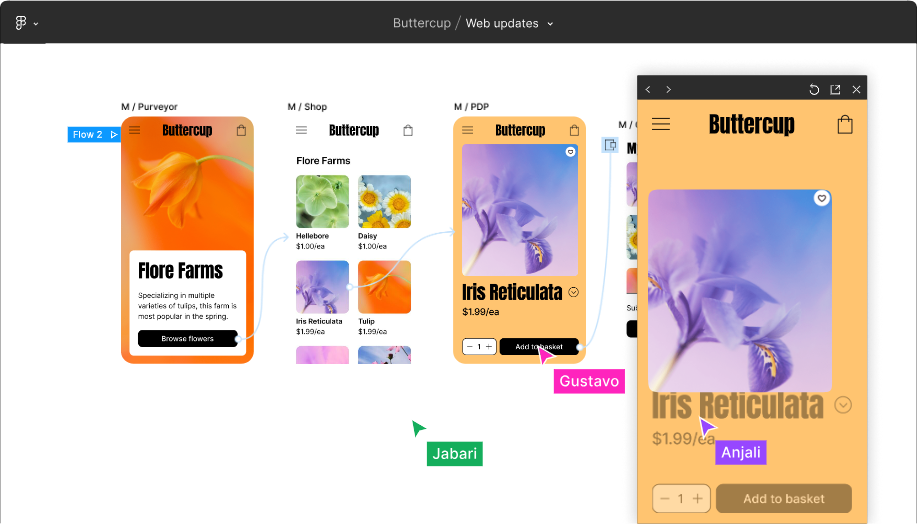 Buttercup / Web updates
M / Purveyor
M / Shop
M / PDP
M /
Flow 2
Buttercup
Flore Farms
Specializing in multiple
varieties of tulips, this farm is
most popular in the spring.
Browse flowers
Buttercup
Flore Farms
Hellebore
$1.00/ea
Daisy
$1.00/ea
Iris Reticulata
$1.99/ea
Tulip
$1.99/ea
Buttercup
Iris Reticulata
$1.99/ea
1
Add to basket
Gustavo
Jabari
Buttercup
Iris Reticulata
$1.99/ea
Anjali
1
Add to basket